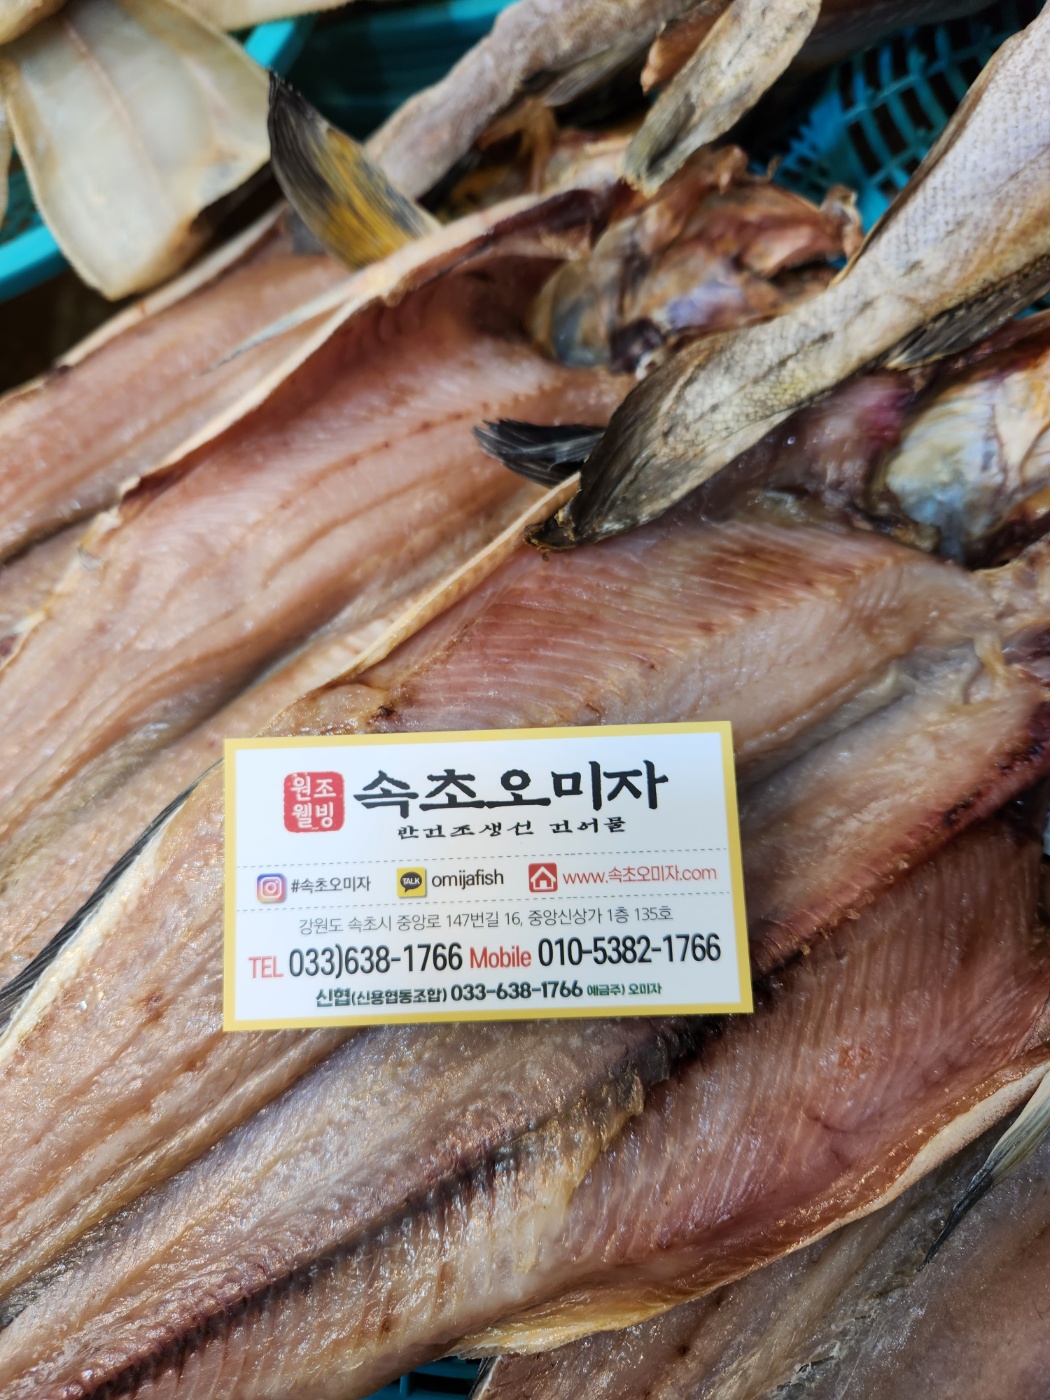 원조
웰빙
속초오미자
반건조생선 건어물
#속초오미자
TALK
omijafish
www.속초오미자.com
강원도 속초시 중앙로 147번길 16, 중앙신상가 1층 135호
TEL 033)638-1766 Mobile 010-5382-1766
신협(신용협동조합) 033-638-1766 예금주) 오미자